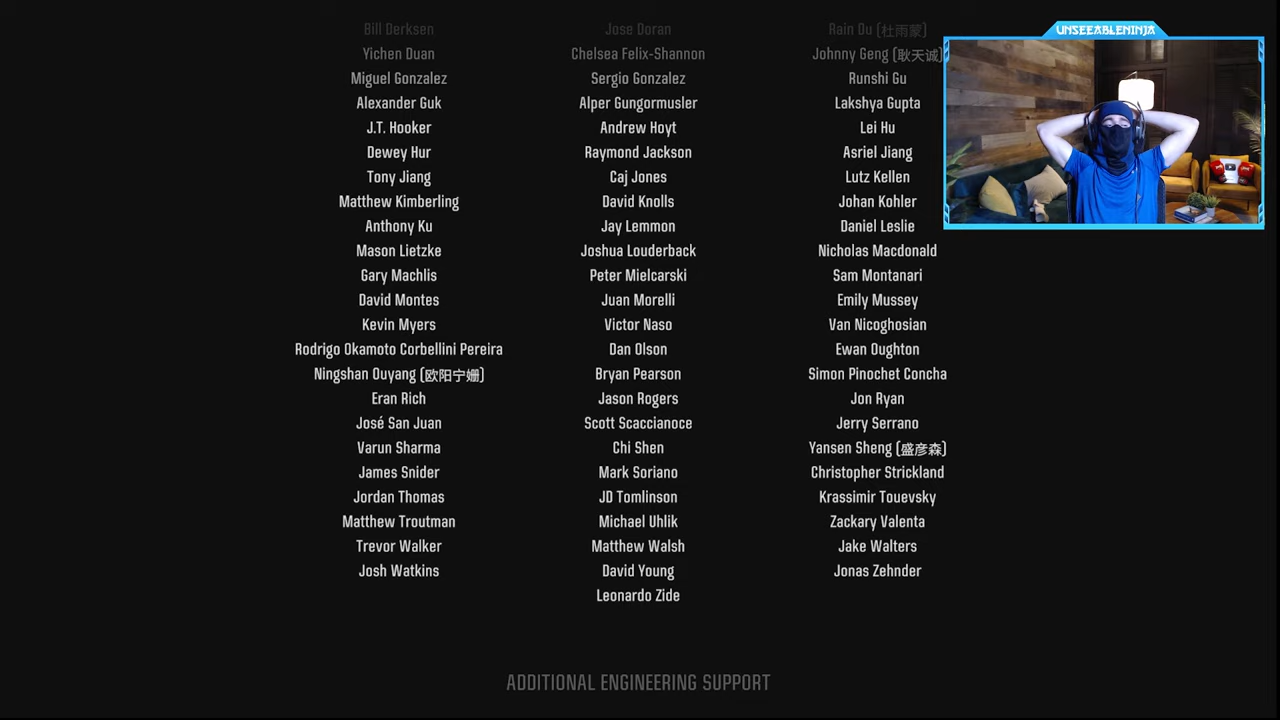 Bill Derksen Jose Doran Rain Du (杜雨蒙)
UNSEEABLENINJA
Yichen Duan Chelsea Felix-Shannon Johnny Geng (耿天诚)
Miguel Gonzalez Sergio Gonzalez Runshi Gu
Alexander Guk Alper Gungormusler Lakshya Gupta
J.T. Hooker Andrew Hoyt Lei Hu
Dewey Hur Raymond Jackson Asriel Jiang
Tony Jiang Caj Jones Lutz Kellen
Matthew Kimberling David Knolls Johan Kohler
Anthony Ku Jay Lemmon Daniel Leslie
Mason Lietzke Joshua Louderback Nicholas Macdonald
Gary Machlis Peter Mielcarski Sam Montanari
David Montes Juan Morelli Emily Mussey
Kevin Myers Victor Naso Van Nicoghosian
Rodrigo Okamoto Corbellini Pereira Dan Olson Ewan Oughton
Ningshan Ouyang (欧阳宁姗) Bryan Pearson Simon Pinochet Concha
Eran Rich Jason Rogers Jon Ryan
José San Juan Scott Scaccianoce Jerry Serrano
Varun Sharma Chi Shen Yansen Sheng (盛彦森)
James Snider Mark Soriano Christopher Strickland
Jordan Thomas JD Tomlinson Krassimir Touevsky
Matthew Troutman Michael Uhlik Zackary Valenta
Trevor Walker Matthew Walsh Jake Walters
Josh Watkins David Young Jonas Zehnder
Leonardo Zide
ADDITIONAL ENGINEERING SUPPORT